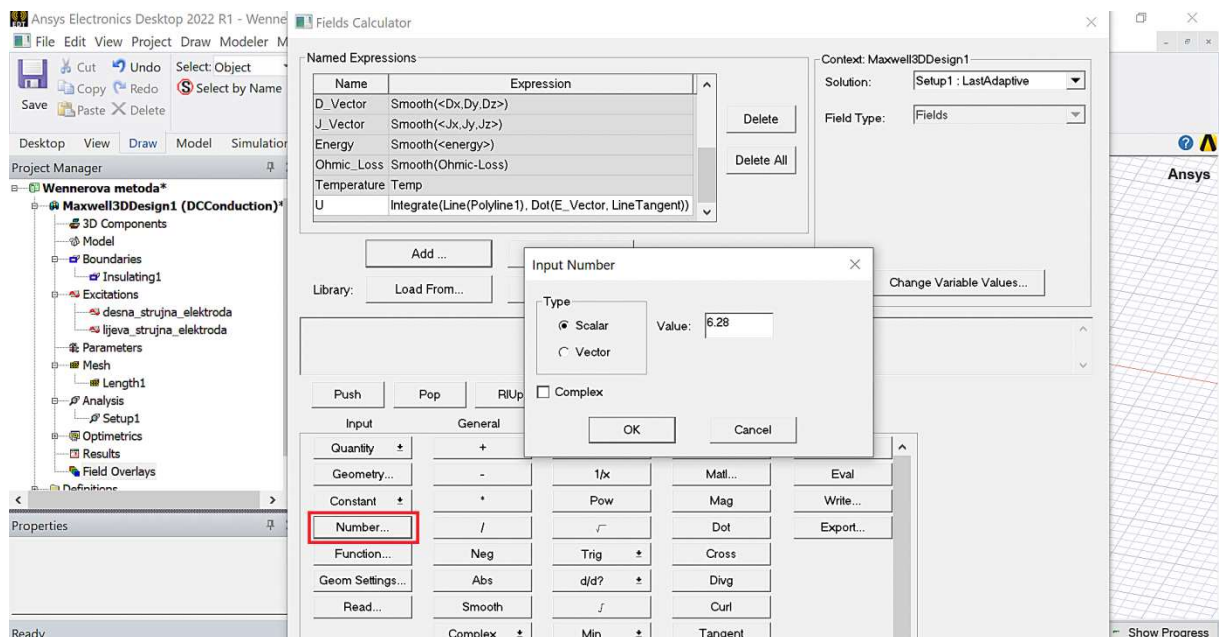 Ansys Electronics Desktop 2022 R1 - Wenne
File Edit View Project Draw Modeler M
Save
Cut Undo Select: Object
Copy Redo Select by Name
Paste Delete
Desktop View Draw Model Simulation
Project Manager
Wennerova metoda*
Maxwell3DDesign1 (DCConduction)*
3D Components
Model
Boundaries
Insulating1
Excitations
desna_strujna_elektroda
lijeva_strujna_elektroda
Parameters
Mesh
Length1
Analysis
Setup1
Optimetrics
Results
Field Overlays
Definitions
Properties
Ready
Fields Calculator
Named Expressions
Name Expression
D_Vector Smooth(<Dx,Dy,Dz>)
J_Vector Smooth(<Jx,Jy,Jz>)
Energy Smooth(<energy>)
Ohmic_Loss Smooth(Ohmic-Loss)
Temperature Temp
U Integrate(Line(Polyline1), Dot(E_Vector, LineTangent))
Delete
Delete All
Context: Maxwell3DDesign1
Solution: Setup1 : LastAdaptive
Field Type: Fields
Add ...
Library: Load From...
Change Variable Values...
Input Number
Type
Scalar
Vector
Value: 6.28
Complex
OK Cancel
Push Pop RlUp
Input General
Quantity +
Geometry... - 1/x Matl... Eval
Constant * Pow Mag Write...
Number... / √ Dot Export...
Function... Neg Trig Cross
Geom Settings... Abs d/d? Divg
Read... Smooth ∫ Curl
Complex Min Tangent
Ansys
Show Progress